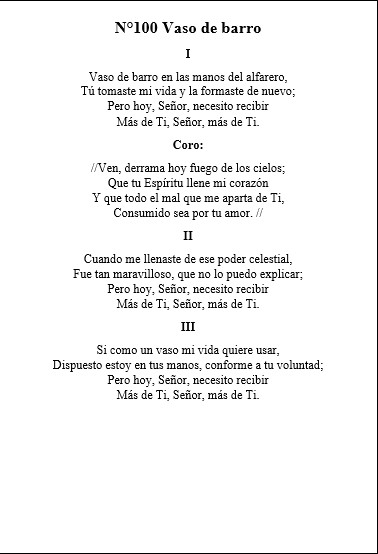 N°100 Vaso de barro
I
Vaso de barro en las manos del alfarero,
Tú tomaste mi vida y la formaste de nuevo;
Pero hoy, Señor, necesito recibir
Más de Ti, Señor, más de Ti.
Coro:
//Ven, derrama hoy fuego de los cielos;
Que tu Espíritu llene mi corazón
Y que todo el mal que me aparta de Ti,
Consumido sea por tu amor. //
II
Cuando me llenaste de ese poder celestial,
Fue tan maravilloso, que no lo puedo explicar;
Pero hoy, Señor, necesito recibir
Más de Ti, Señor, más de Ti.
III
Si como un vaso mi vida quiere usar,
Dispuesto estoy en tus manos, conforme a tu voluntad;
Pero hoy, Señor, necesito recibir
Más de Ti, Señor, más de Ti.